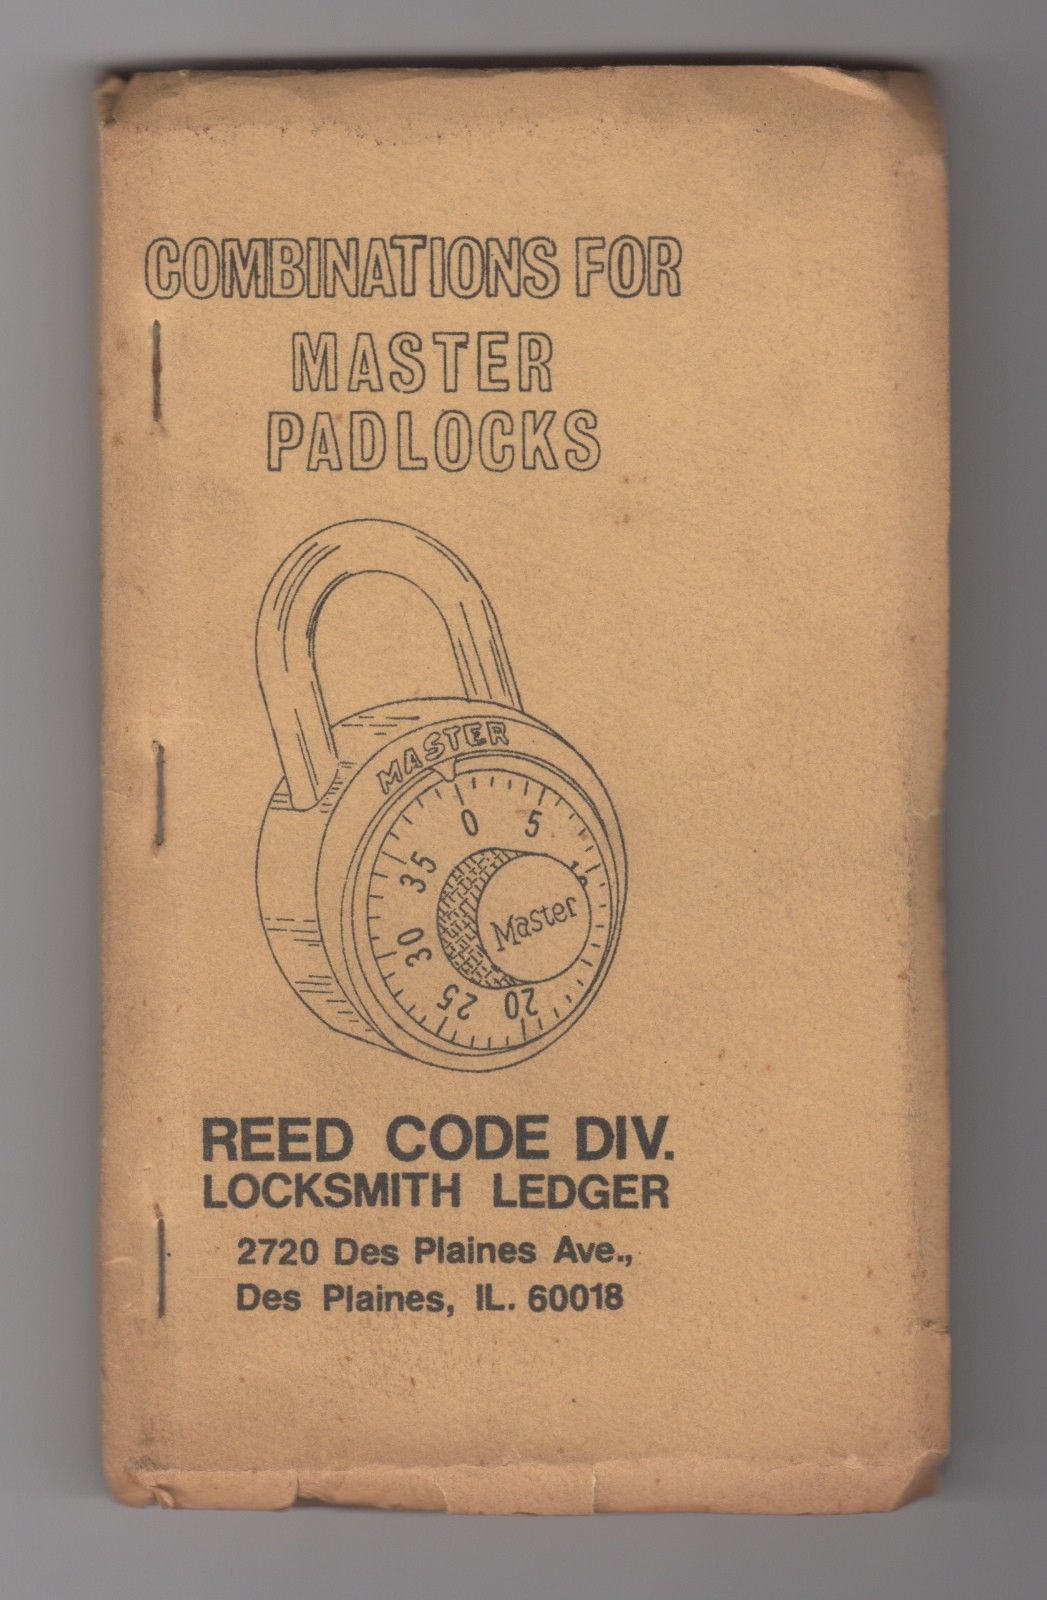 COMBINATIONS FOR
MASTER
PADLOCKS
MASTER
0
5
10
35
Master
30
25
20
REED CODE DIV.
LOCKSMITH LEDGER
2720 Des Plaines Ave.,
Des Plaines, IL. 60018